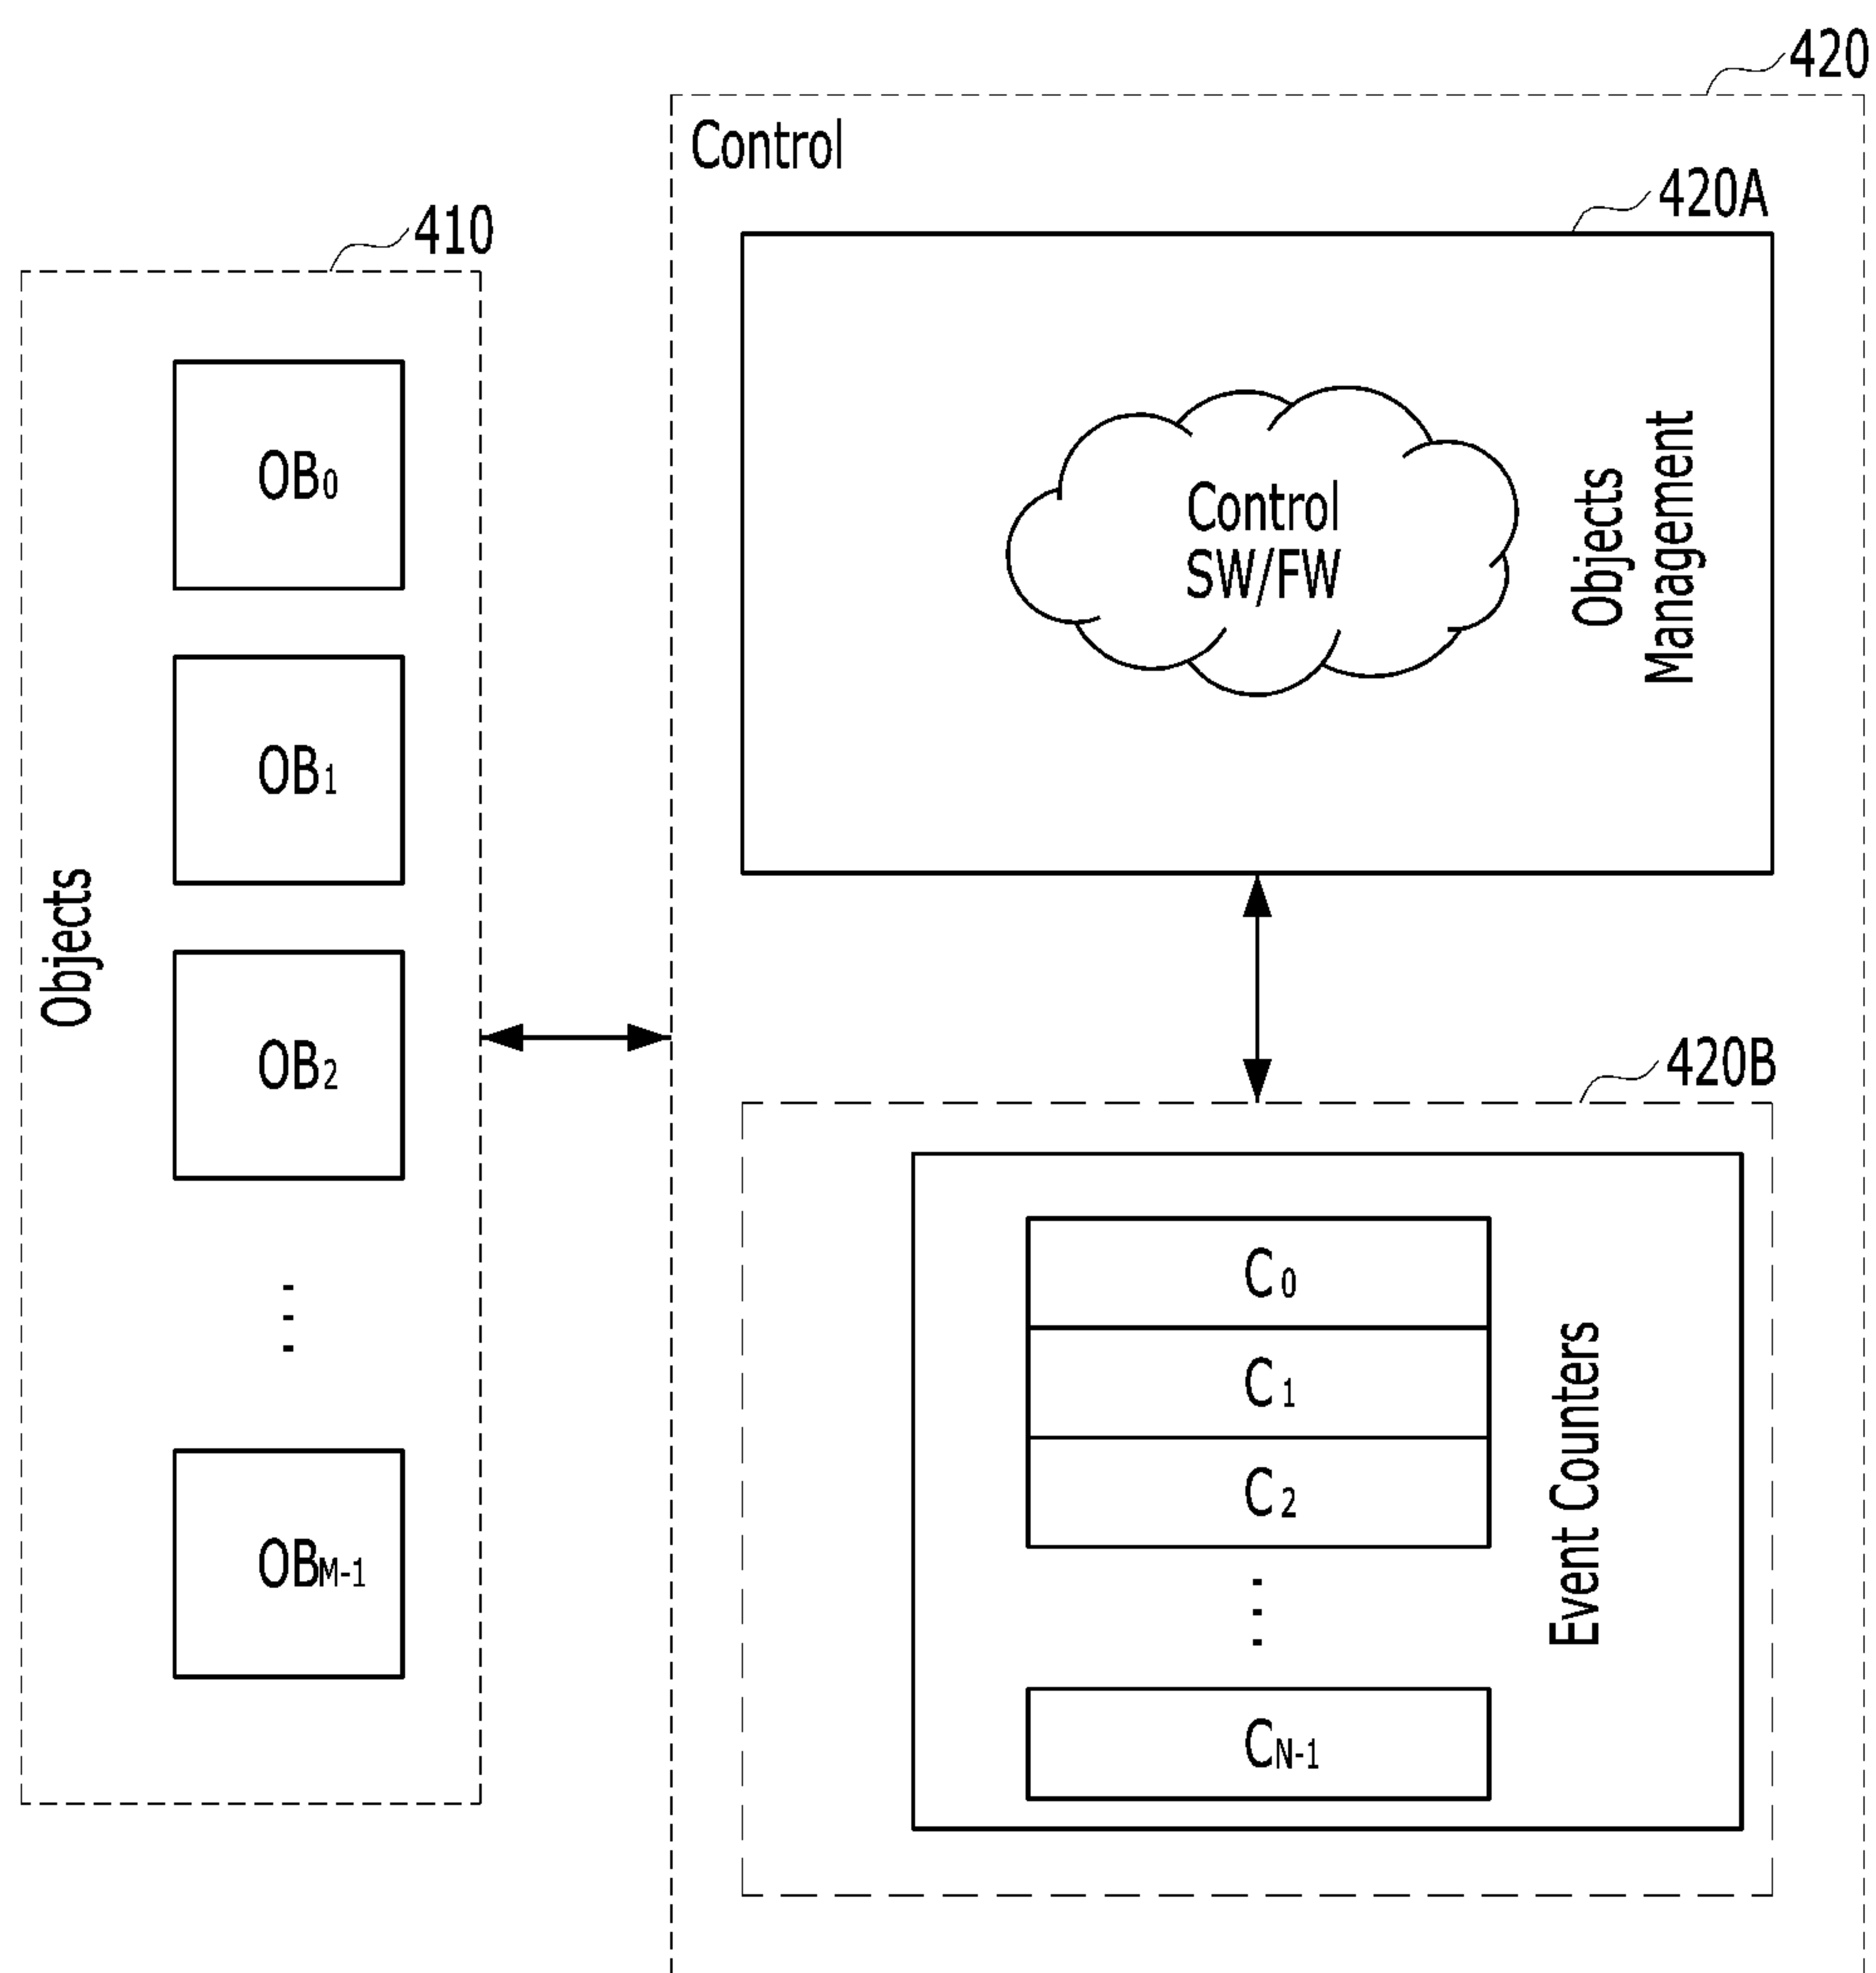 420
Control
420A
410
OB0
Control
SW/FW
Objects
Management
OB1
Objects
OB2
420B
C0
C1
C2
Event Counters
OBM-1
CN-1